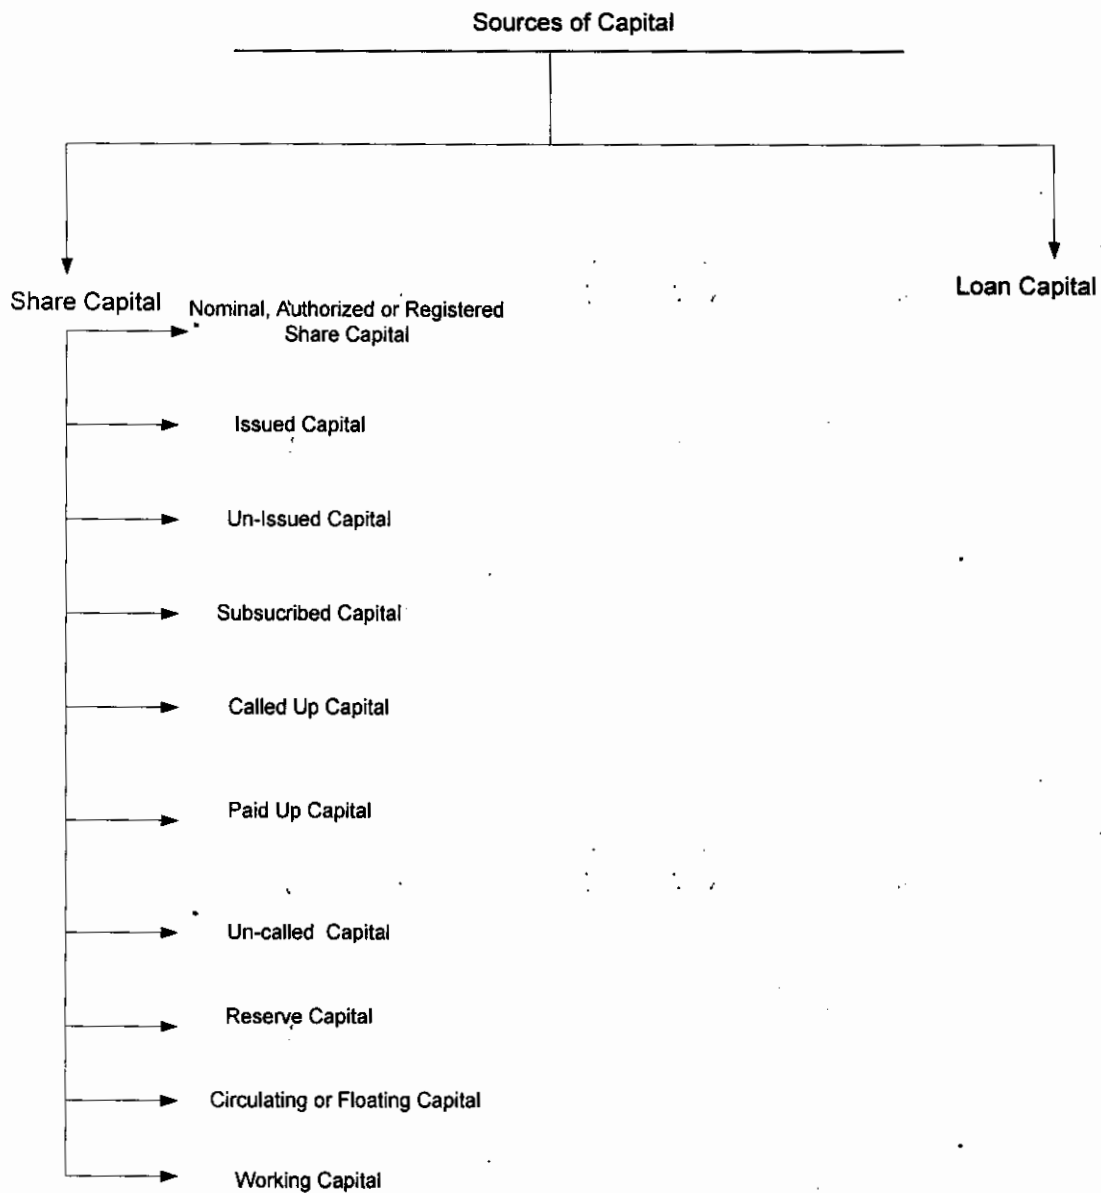 Sources of Capital
Share Capital
Loan Capital
Nominal, Authorized or Registered
Share Capital
Issued Capital
Un-Issued Capital
Subsucribed Capital
Called Up Capital
Paid Up Capital
Un-called Capital
Reserve Capital
Circulating or Floating Capital
Working Capital